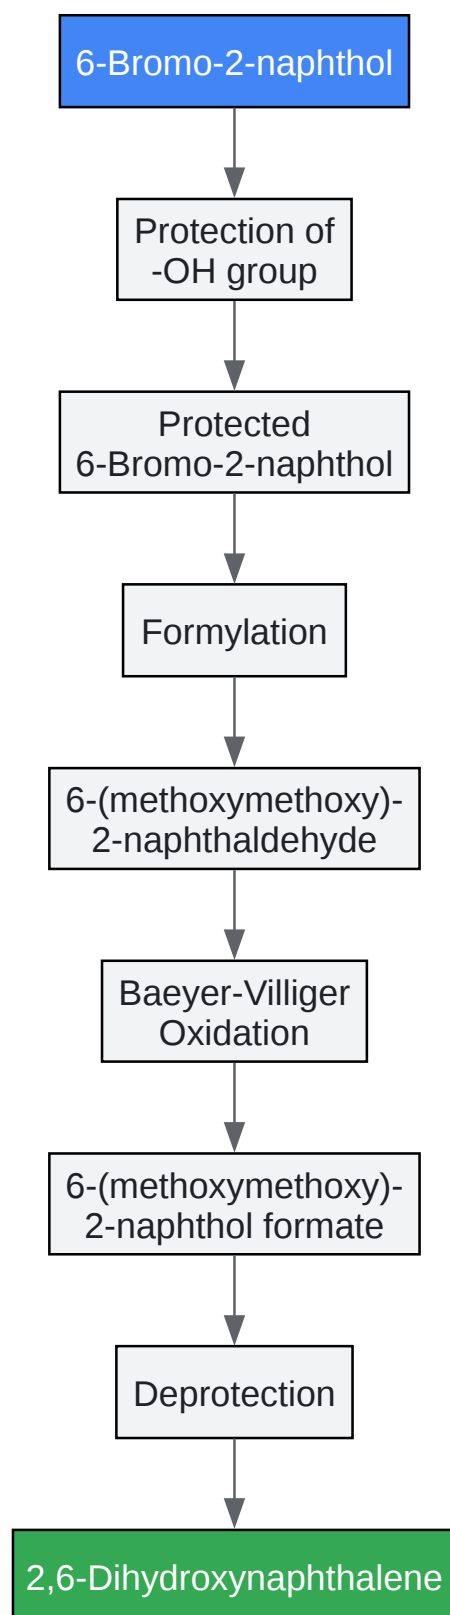 6-Bromo-2-naphthol
Protection of
-OH group
Protected
6-Bromo-2-naphthol
Formylation
6-(methoxymethoxy)-
2-naphthaldehyde
Baeyer-Villiger
Oxidation
6-(methoxymethoxy)-
2-naphthol formate
Deprotection
2,6-Dihydroxynaphthalene